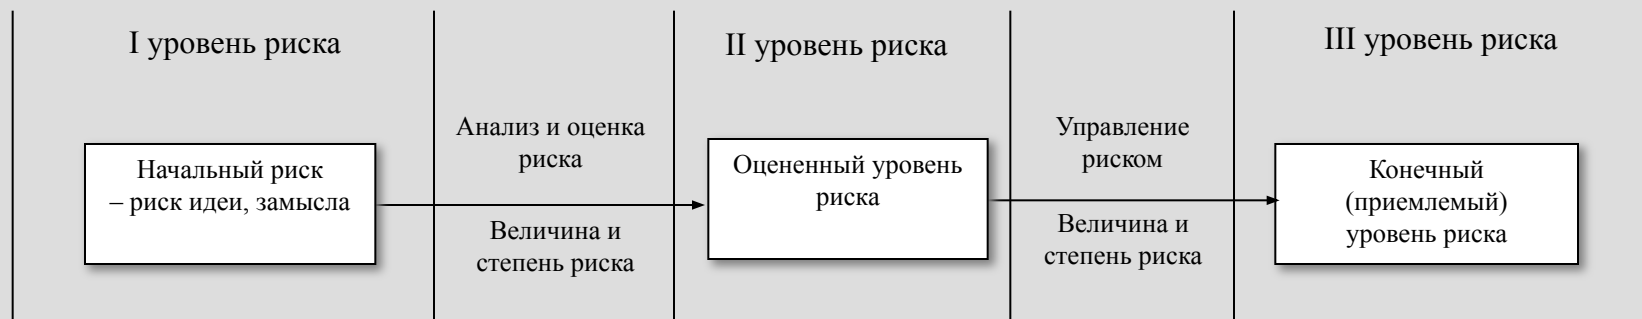 I уровень риска
Начальный риск
– риск идеи, замысла
Анализ и оценка
риска
Величина и
степень риска
II уровень риска
Оцененный уровень
риска
Управление
риском
Величина и
степень риска
III уровень риска
Конечный
(приемлемый)
уровень риска